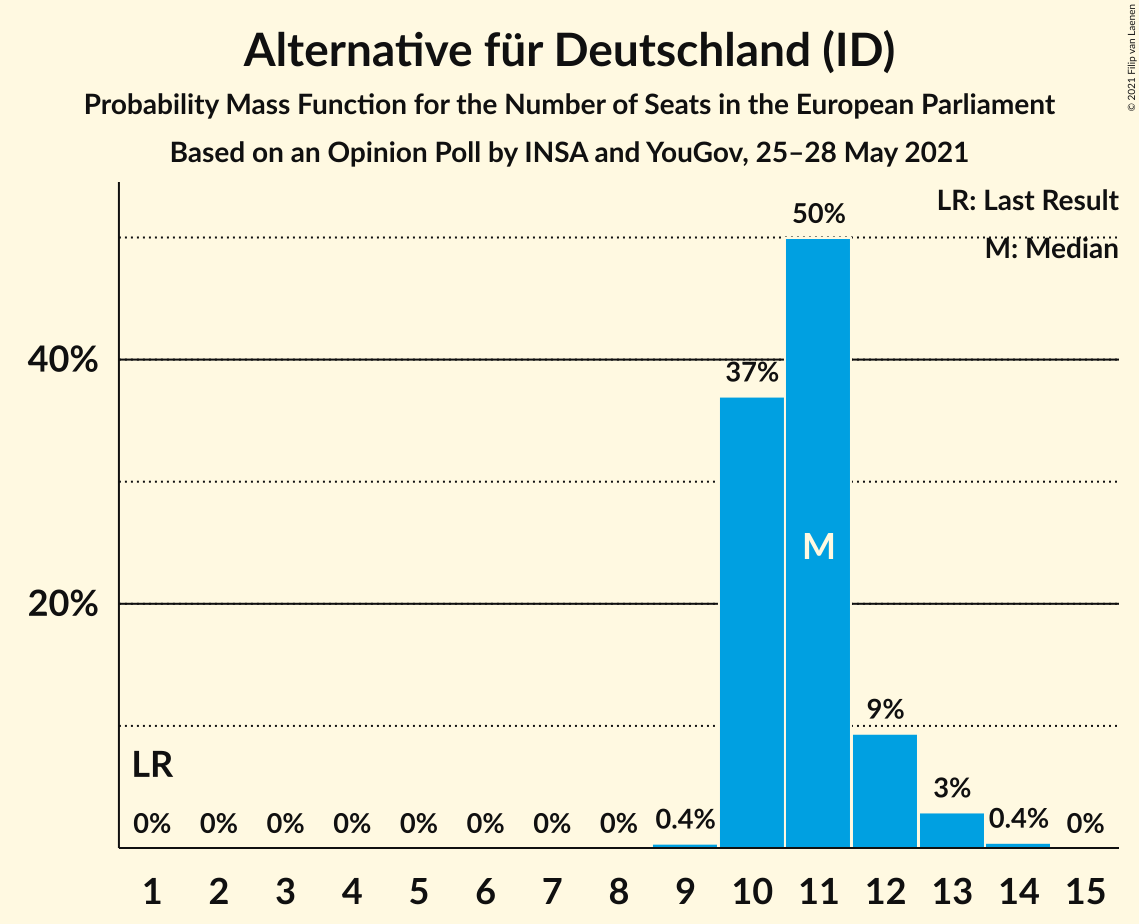 Alternative für Deutschland (ID)
Probability Mass Function for the Number of Seats in the European Parliament
Based on an Opinion Poll by INSA and YouGov, 25–28 May 2021
© 2021 Filip van Laenen
LR: Last Result
M: Median
50%
40%
37%
M
20%
9%
LR
3%
0% 0% 0% 0% 0% 0% 0% 0% 0.4% 0.4% 0%
1 2 3 4 5 6 7 8 9 10 11 12 13 14 15